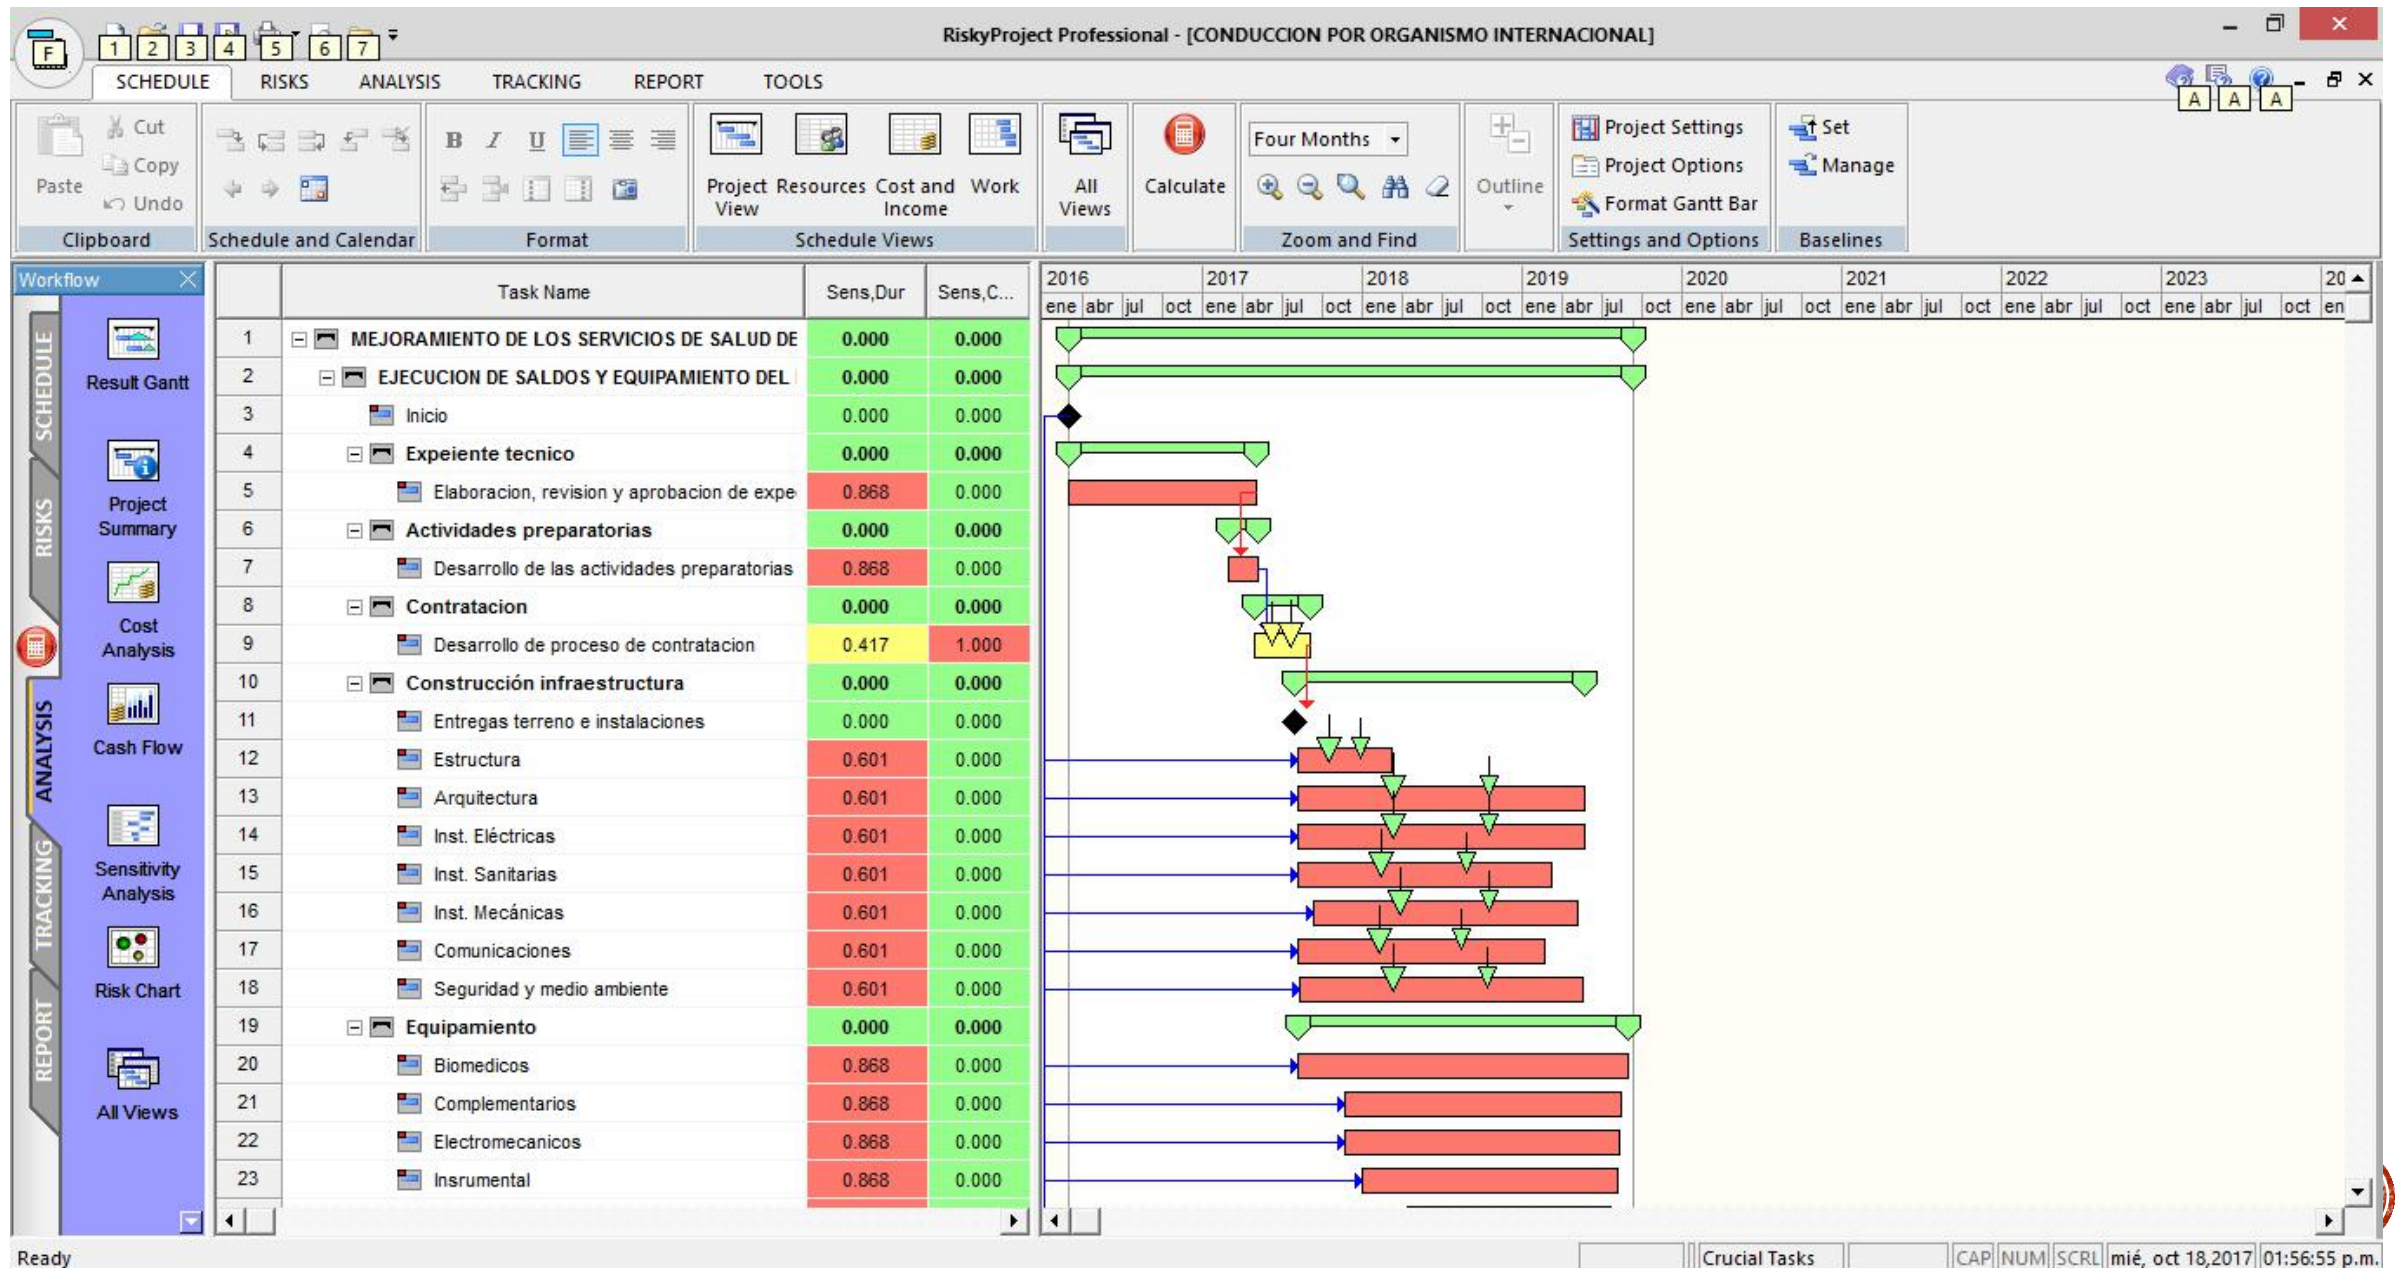 RiskyProject Professional - [CONDUCCION POR ORGANISMO INTERNACIONAL]
F 1 2 3 4 5 6 7
SCHEDULE RISKS ANALYSIS TRACKING REPORT TOOLS
A A A
Paste Cut Copy Undo
Clipboard
Schedule and Calendar
B I U
Format
Project View Resources Cost and Income Work
Schedule Views
All Views
Calculate
Four Months
Zoom and Find
Outline
Project Settings
Project Options
Format Gantt Bar
Settings and Options
Set
Manage
Baselines
Workflow
SCHEDULE
RISKS
ANALYSIS
TRACKING
REPORT
Result Gantt
Project Summary
Cost Analysis
Cash Flow
Sensitivity Analysis
Risk Chart
All Views
Task Name Sens,Dur Sens,C...
2016 2017 2018 2019 2020 2021 2022 2023 20
ene abr jul oct ene abr jul oct ene abr jul oct ene abr jul oct ene abr jul oct ene abr jul oct ene abr jul oct ene abr jul oct en
1 MEJORAMIENTO DE LOS SERVICIOS DE SALUD DE 0.000 0.000
2 EJECUCION DE SALDOS Y EQUIPAMIENTO DEL 0.000 0.000
3 Inicio 0.000 0.000
4 Expeiente tecnico 0.000 0.000
5 Elaboracion, revision y aprobacion de expe 0.868 0.000
6 Actividades preparatorias 0.000 0.000
7 Desarrollo de las actividades preparatorias 0.868 0.000
8 Contratacion 0.000 0.000
9 Desarrollo de proceso de contratacion 0.417 1.000
10 Construcción infraestructura 0.000 0.000
11 Entregas terreno e instalaciones 0.000 0.000
12 Estructura 0.601 0.000
13 Arquitectura 0.601 0.000
14 Inst. Eléctricas 0.601 0.000
15 Inst. Sanitarias 0.601 0.000
16 Inst. Mecánicas 0.601 0.000
17 Comunicaciones 0.601 0.000
18 Seguridad y medio ambiente 0.601 0.000
19 Equipamiento 0.000 0.000
20 Biomedicos 0.868 0.000
21 Complementarios 0.868 0.000
22 Electromecanicos 0.868 0.000
23 Insrumental 0.868 0.000
Ready Crucial Tasks CAP NUM SCRL mié, oct 18,2017 01:56:55 p.m.